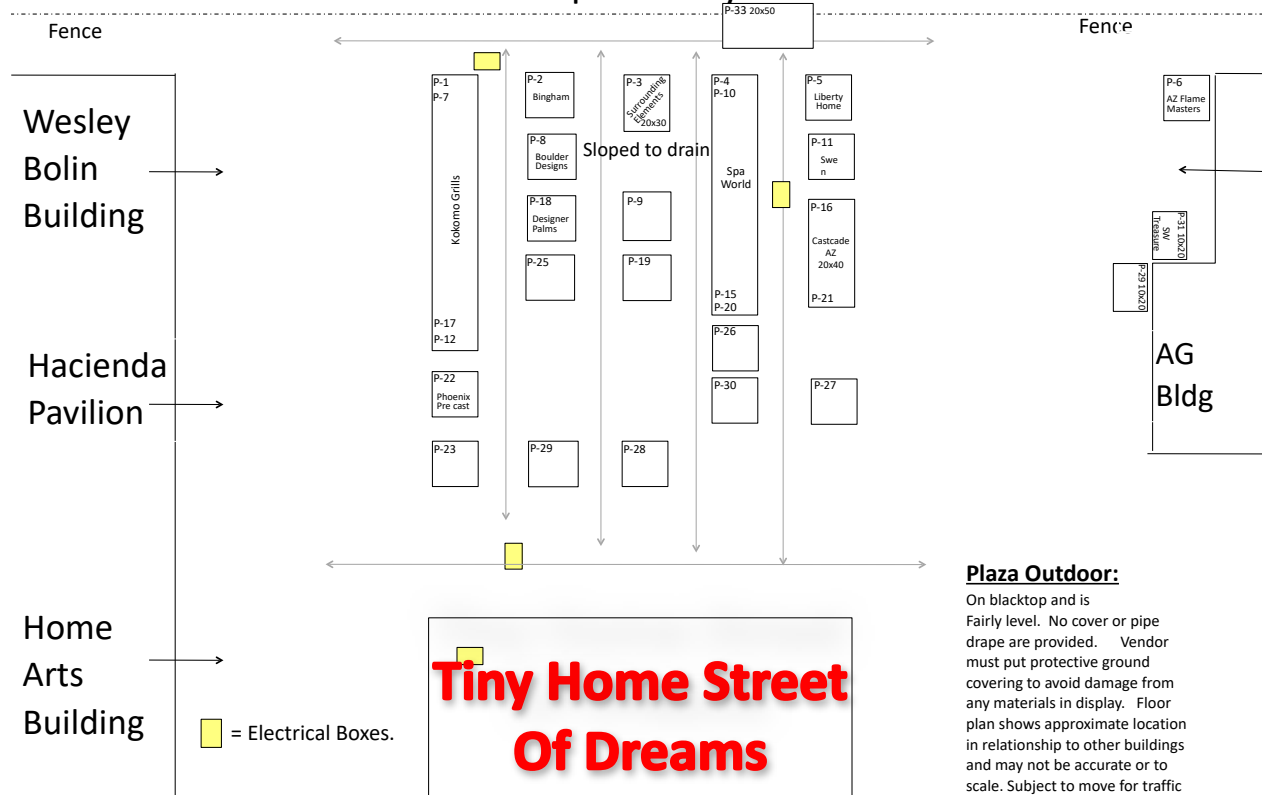 P-33 20x50
Fence
Fence
P-1
P-7
Kokomo Grills
P-17
P-12
P-2
Bingham
P-3
Surrounding
Elements
20x30
P-4
P-10
Spa
World
P-15
P-20
P-5
Liberty
Home
P-6
AZ Flame
Masters
Wesley
Bolin
Building
P-8
Boulder
Designs
Sloped to drain
P-11
Swe
n
P-18
Designer
Palms
P-9
P-16
Castcade
AZ
20x40
P-21
P-31 10x20
SW
Treasure
P-25
P-19
P-29 10x20
P-26
AG
Bldg
Hacienda
Pavilion
P-22
Phoenix
Pre cast
P-30
P-27
P-23
P-29
P-28
Plaza Outdoor:
On blacktop and is
Fairly level. No cover or pipe
drape are provided. Vendor
must put protective ground
covering to avoid damage from
any materials in display. Floor
plan shows approximate location
in relationship to other buildings
and may not be accurate or to
scale. Subject to move for traffic
Home
Arts
Building
= Electrical Boxes.
Tiny Home Street
Of Dreams